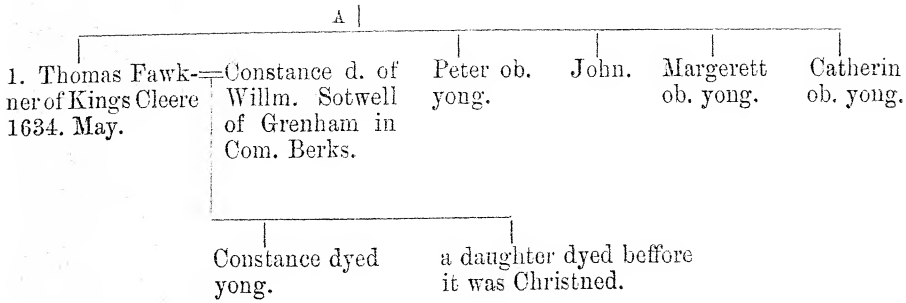 A
1. Thomas Fawk-
ner of Kings Cleere
1634. May.
Constance d. of
Willm. Sotwell
of Grenham in
Com. Berks.
Peter ob.
yong.
John.
Margerett
ob. yong.
Catherin
ob. yong.
Constance dyed
yong.
a daughter dyed beffore
it was Christned.